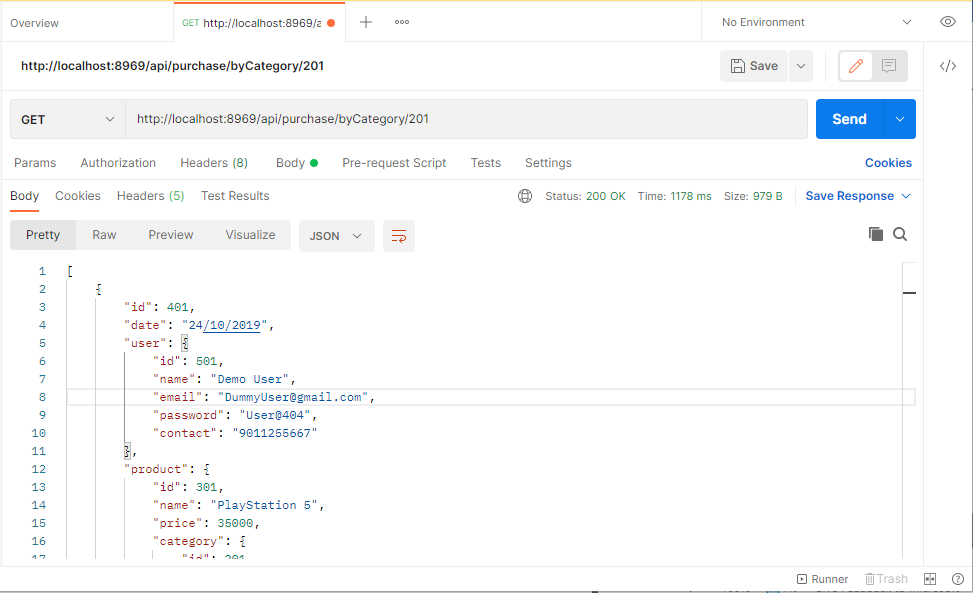 Overview
GET http://localhost:8969/a
No Environment
http://localhost:8969/api/purchase/byCategory/201
Save
GET http://localhost:8969/api/purchase/byCategory/201 Send
Params Authorization Headers (8) Body Pre-request Script Tests Settings Cookies
Body Cookies Headers (5) Test Results Status: 200 OK Time: 1178 ms Size: 979 B Save Response
Pretty Raw Preview Visualize JSON
1 [
2 {
3 "id": 401,
4 "date": "24/10/2019",
5 "user": {
6 "id": 501,
7 "name": "Demo User",
8 "email": "DummyUser@gmail.com",
9 "password": "User@404",
10 "contact": "9011255667"
11 },
12 "product": {
13 "id": 301,
14 "name": "PlayStation 5",
15 "price": 35000,
16 "category": {
17 "id": 201
Runner Trash